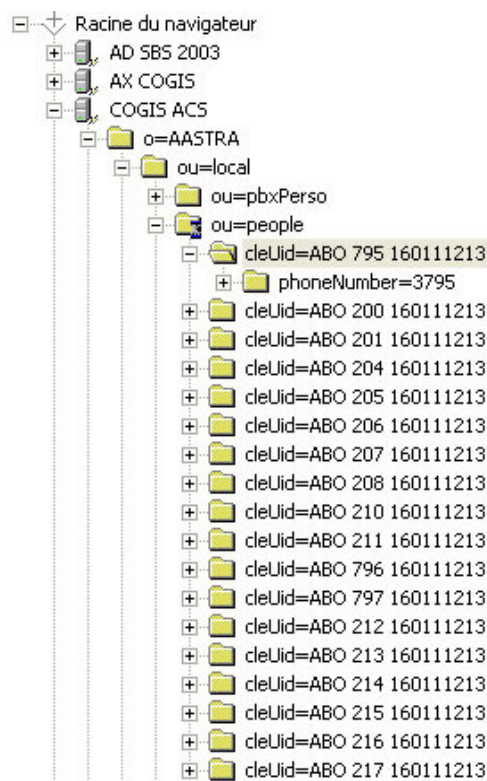 Racine du navigateur
AD SBS 2003
AX COGIS
COGIS ACS
o=AASTRA
ou=local
ou=pbxPerso
ou=people
cleUid=ABO 795 160111213
phoneNumber=3795
cleUid=ABO 200 160111213
cleUid=ABO 201 160111213
cleUid=ABO 204 160111213
cleUid=ABO 205 160111213
cleUid=ABO 206 160111213
cleUid=ABO 207 160111213
cleUid=ABO 208 160111213
cleUid=ABO 210 160111213
cleUid=ABO 211 160111213
cleUid=ABO 796 160111213
cleUid=ABO 797 160111213
cleUid=ABO 212 160111213
cleUid=ABO 213 160111213
cleUid=ABO 214 160111213
cleUid=ABO 215 160111213
cleUid=ABO 216 160111213
cleUid=ABO 217 160111213